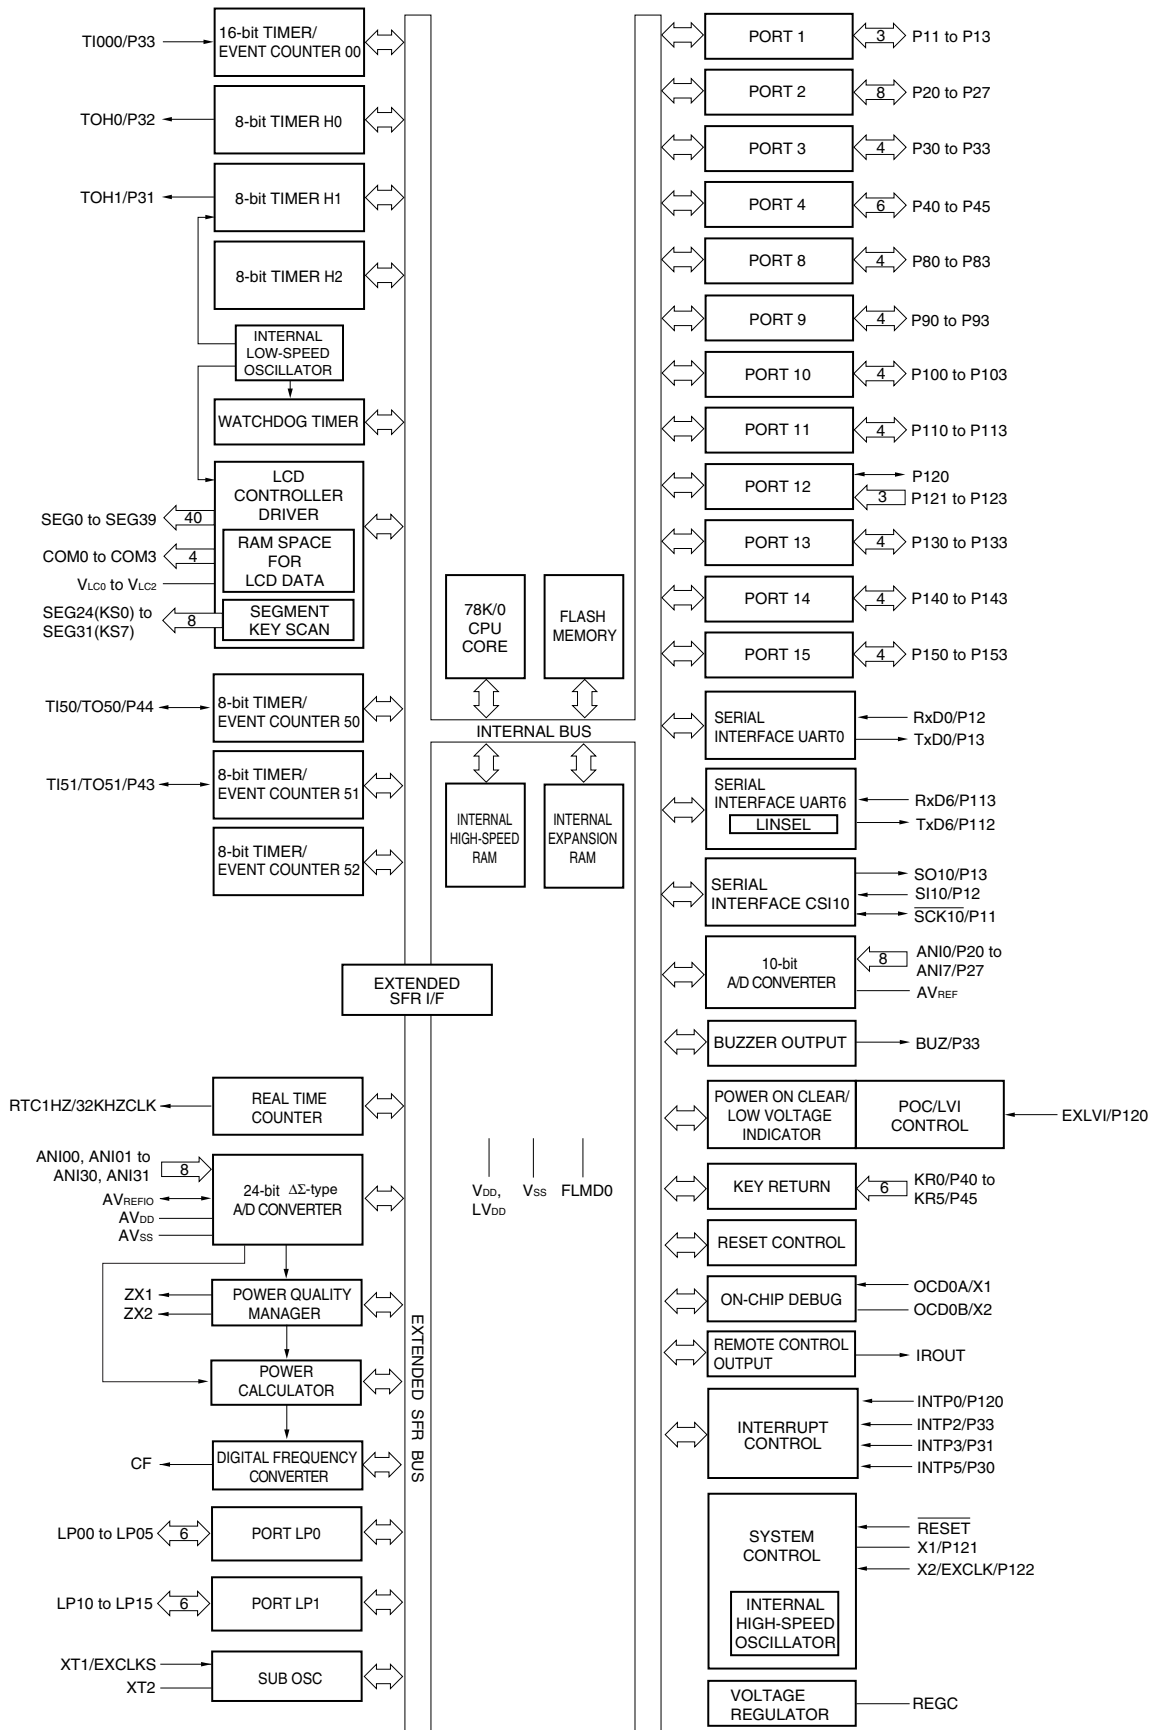 TI000/P33
16-bit TIMER/
EVENT COUNTER 00
TOH0/P32
8-bit TIMER H0
TOH1/P31
8-bit TIMER H1
8-bit TIMER H2
INTERNAL
LOW-SPEED
OSCILLATOR
WATCHDOG TIMER
LCD
CONTROLLER
DRIVER
SEG0 to SEG39
40
COM0 to COM3
4
RAM SPACE
FOR
LCD DATA
VLC0 to VLC2
SEG24(KS0) to
SEG31(KS7)
8
SEGMENT
KEY SCAN
TI50/TO50/P44
8-bit TIMER/
EVENT COUNTER 50
TI51/TO51/P43
8-bit TIMER/
EVENT COUNTER 51
8-bit TIMER/
EVENT COUNTER 52
EXTENDED
SFR I/F
RTC1HZ/32KHZCLK
REAL TIME
COUNTER
ANI00, ANI01 to
ANI30, ANI31
8
AVREFIO
AVDD
AVSS
24-bit ΔΣ-type
A/D CONVERTER
ZX1
ZX2
POWER QUALITY
MANAGER
POWER
CALCULATOR
CF
DIGITAL FREQUENCY
CONVERTER
LP00 to LP05
6
PORT LP0
LP10 to LP15
6
PORT LP1
XT1/EXCLKS
XT2
SUB OSC
EXTENDED SFR BUS
78K/0
CPU
CORE
FLASH
MEMORY
INTERNAL BUS
INTERNAL
HIGH-SPEED
RAM
INTERNAL
EXPANSION
RAM
VDD,
LVDD
VSS
FLMD0
PORT 1
3
P11 to P13
PORT 2
8
P20 to P27
PORT 3
4
P30 to P33
PORT 4
6
P40 to P45
PORT 8
4
P80 to P83
PORT 9
4
P90 to P93
PORT 10
4
P100 to P103
PORT 11
4
P110 to P113
PORT 12
P120
3
P121 to P123
PORT 13
4
P130 to P133
PORT 14
4
P140 to P143
PORT 15
4
P150 to P153
SERIAL
INTERFACE UART0
RxD0/P12
TxD0/P13
SERIAL
INTERFACE UART6
LINSEL
RxD6/P113
TxD6/P112
SERIAL
INTERFACE CSI10
SO10/P13
SI10/P12
SCK10/P11
10-bit
A/D CONVERTER
8
ANI0/P20 to
ANI7/P27
AVREF
BUZZER OUTPUT
BUZ/P33
POWER ON CLEAR/
LOW VOLTAGE
INDICATOR
POC/LVI
CONTROL
EXLVI/P120
KEY RETURN
6
KR0/P40 to
KR5/P45
RESET CONTROL
ON-CHIP DEBUG
OCD0A/X1
OCD0B/X2
REMOTE CONTROL
OUTPUT
IROUT
INTERRUPT
CONTROL
INTP0/P120
INTP2/P33
INTP3/P31
INTP5/P30
SYSTEM
CONTROL
RESET
X1/P121
X2/EXCLK/P122
INTERNAL
HIGH-SPEED
OSCILLATOR
VOLTAGE
REGULATOR
REGC